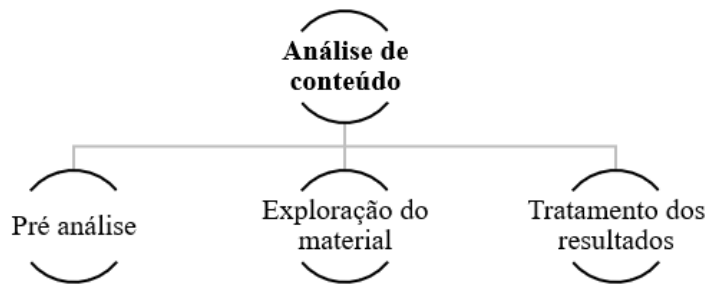 Análise de
conteúdo
Pré análise
Exploração do
material
Tratamento dos
resultados